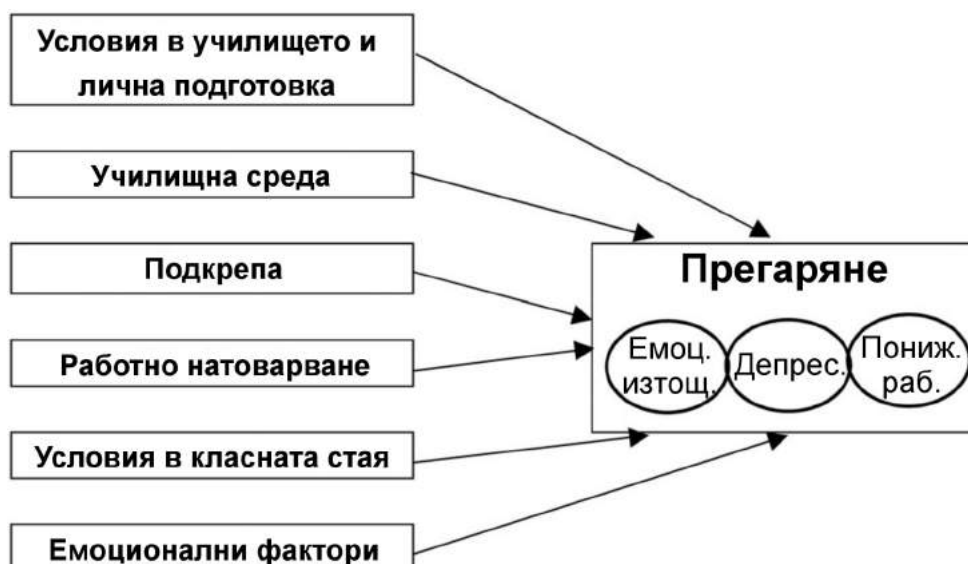 Условия в училището и
лична подготовка
Училищна среда
Подкрепа
Работно натоварване
Условия в класната стая
Емоционални фактори
Прегаряне
Емоц.
изтощ.
Депрес.
Пониж.
раб.